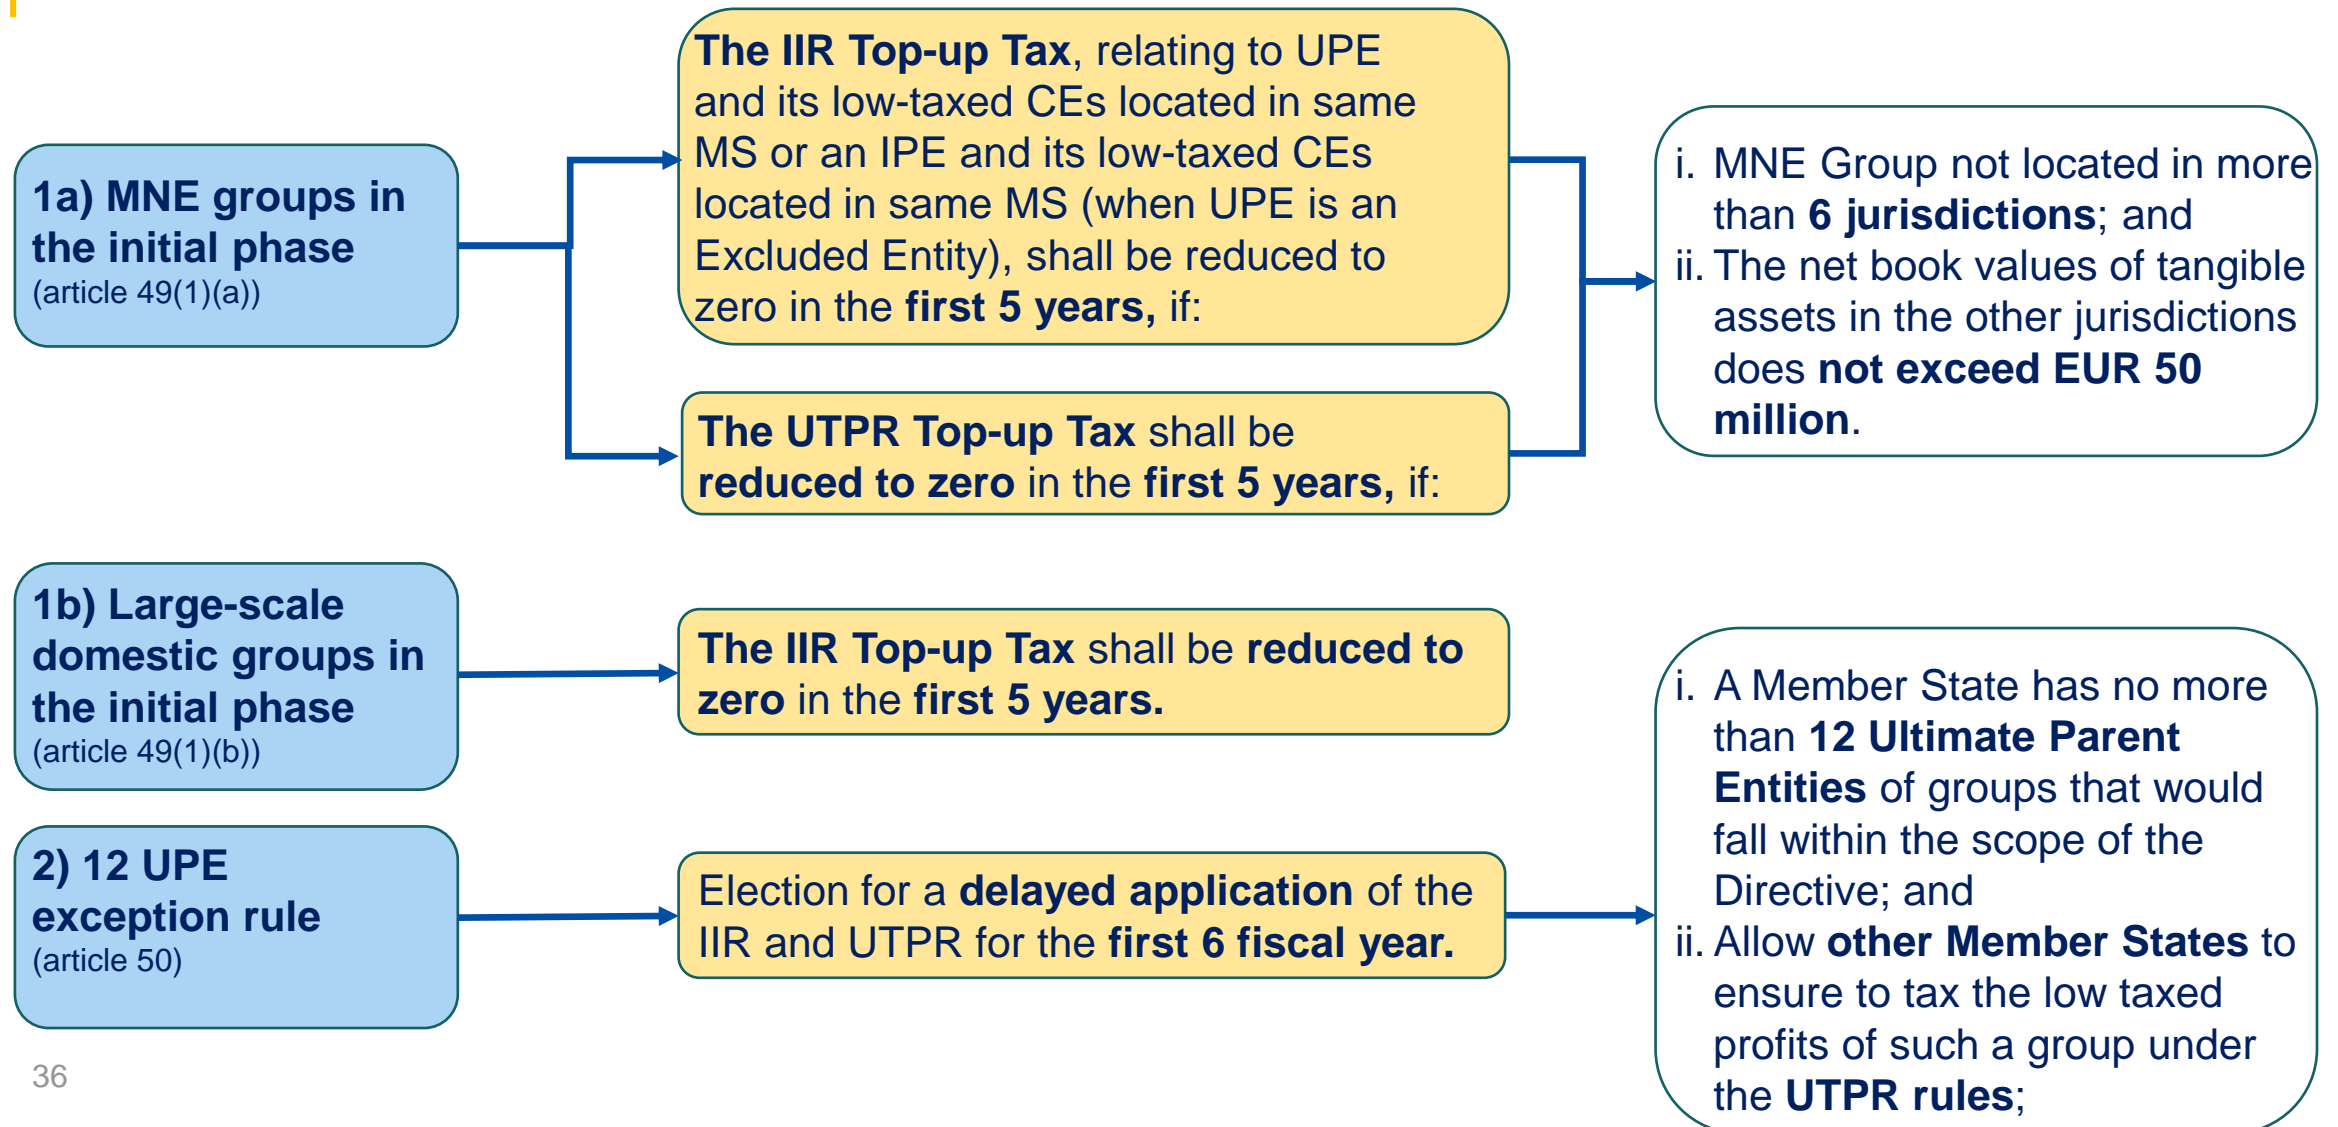 1a) MNE groups in
the initial phase
(article 49(1)(a))
The IIR Top-up Tax, relating to UPE
and its low-taxed CEs located in same
MS or an IPE and its low-taxed CEs
located in same MS (when UPE is an
Excluded Entity), shall be reduced to
zero in the first 5 years, if:
The UTPR Top-up Tax shall be
reduced to zero in the first 5 years, if:
i. MNE Group not located in more
than 6 jurisdictions; and
ii. The net book values of tangible
assets in the other jurisdictions
does not exceed EUR 50
million.
1b) Large-scale
domestic groups in
the initial phase
(article 49(1)(b))
The IIR Top-up Tax shall be reduced to
zero in the first 5 years.
2) 12 UPE
exception rule
(article 50)
Election for a delayed application of the
IIR and UTPR for the first 6 fiscal year.
i. A Member State has no more
than 12 Ultimate Parent
Entities of groups that would
fall within the scope of the
Directive; and
ii. Allow other Member States to
ensure to tax the low taxed
profits of such a group under
the UTPR rules;
36